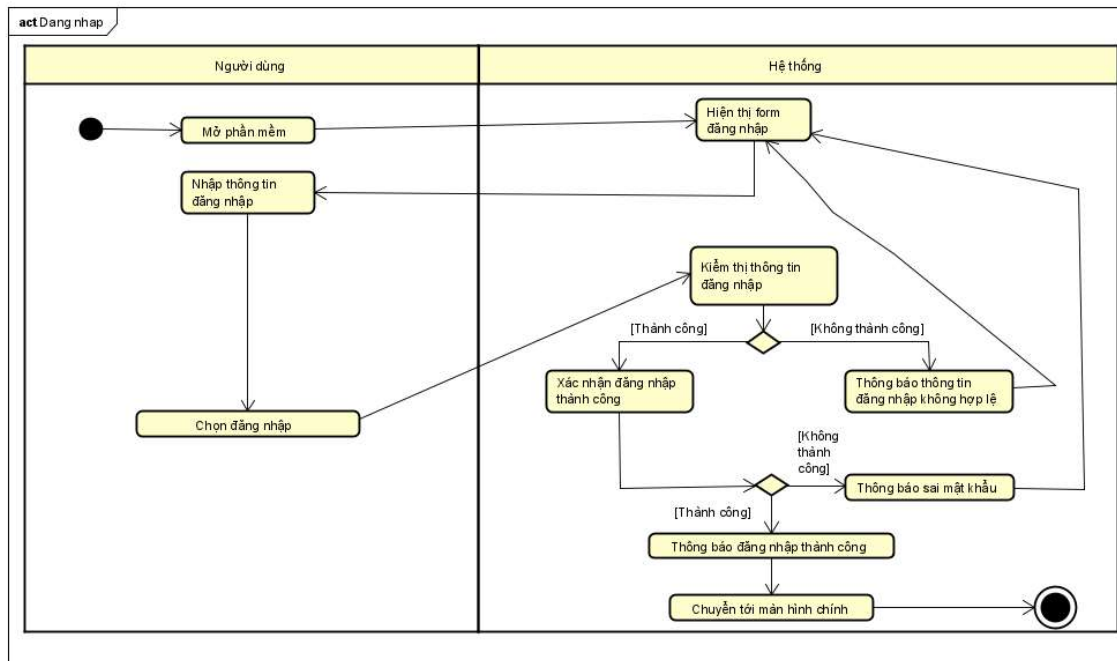 act Dang nhap
Người dùng
Hệ thống
Mở phần mềm
Hiện thị form
đăng nhập
Nhập thông tin
đăng nhập
Kiểm thị thông tin
đăng nhập
[Thành công]
[Không thành công]
Xác nhận đăng nhập
thành công
Thông báo thông tin
đăng nhập không hợp lệ
Chọn đăng nhập
[Không
thành
công]
Thông báo sai mật khẩu
[Thành công]
Thông báo đăng nhập thành công
Chuyển tới màn hình chính